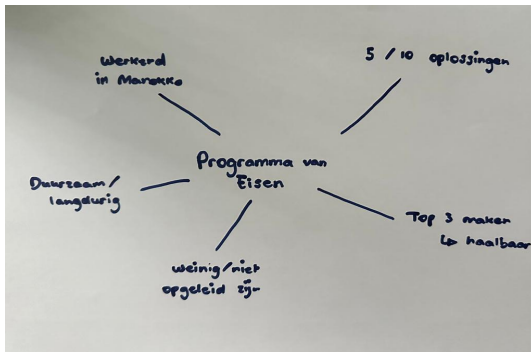 Werkend
in Marokko
5 / 10 oplossingen
Programma van
Eisen
Duurzaam/
langdurig
Top 3 maken
↳ haalbaar
weinig/niet
opgeleid zijn